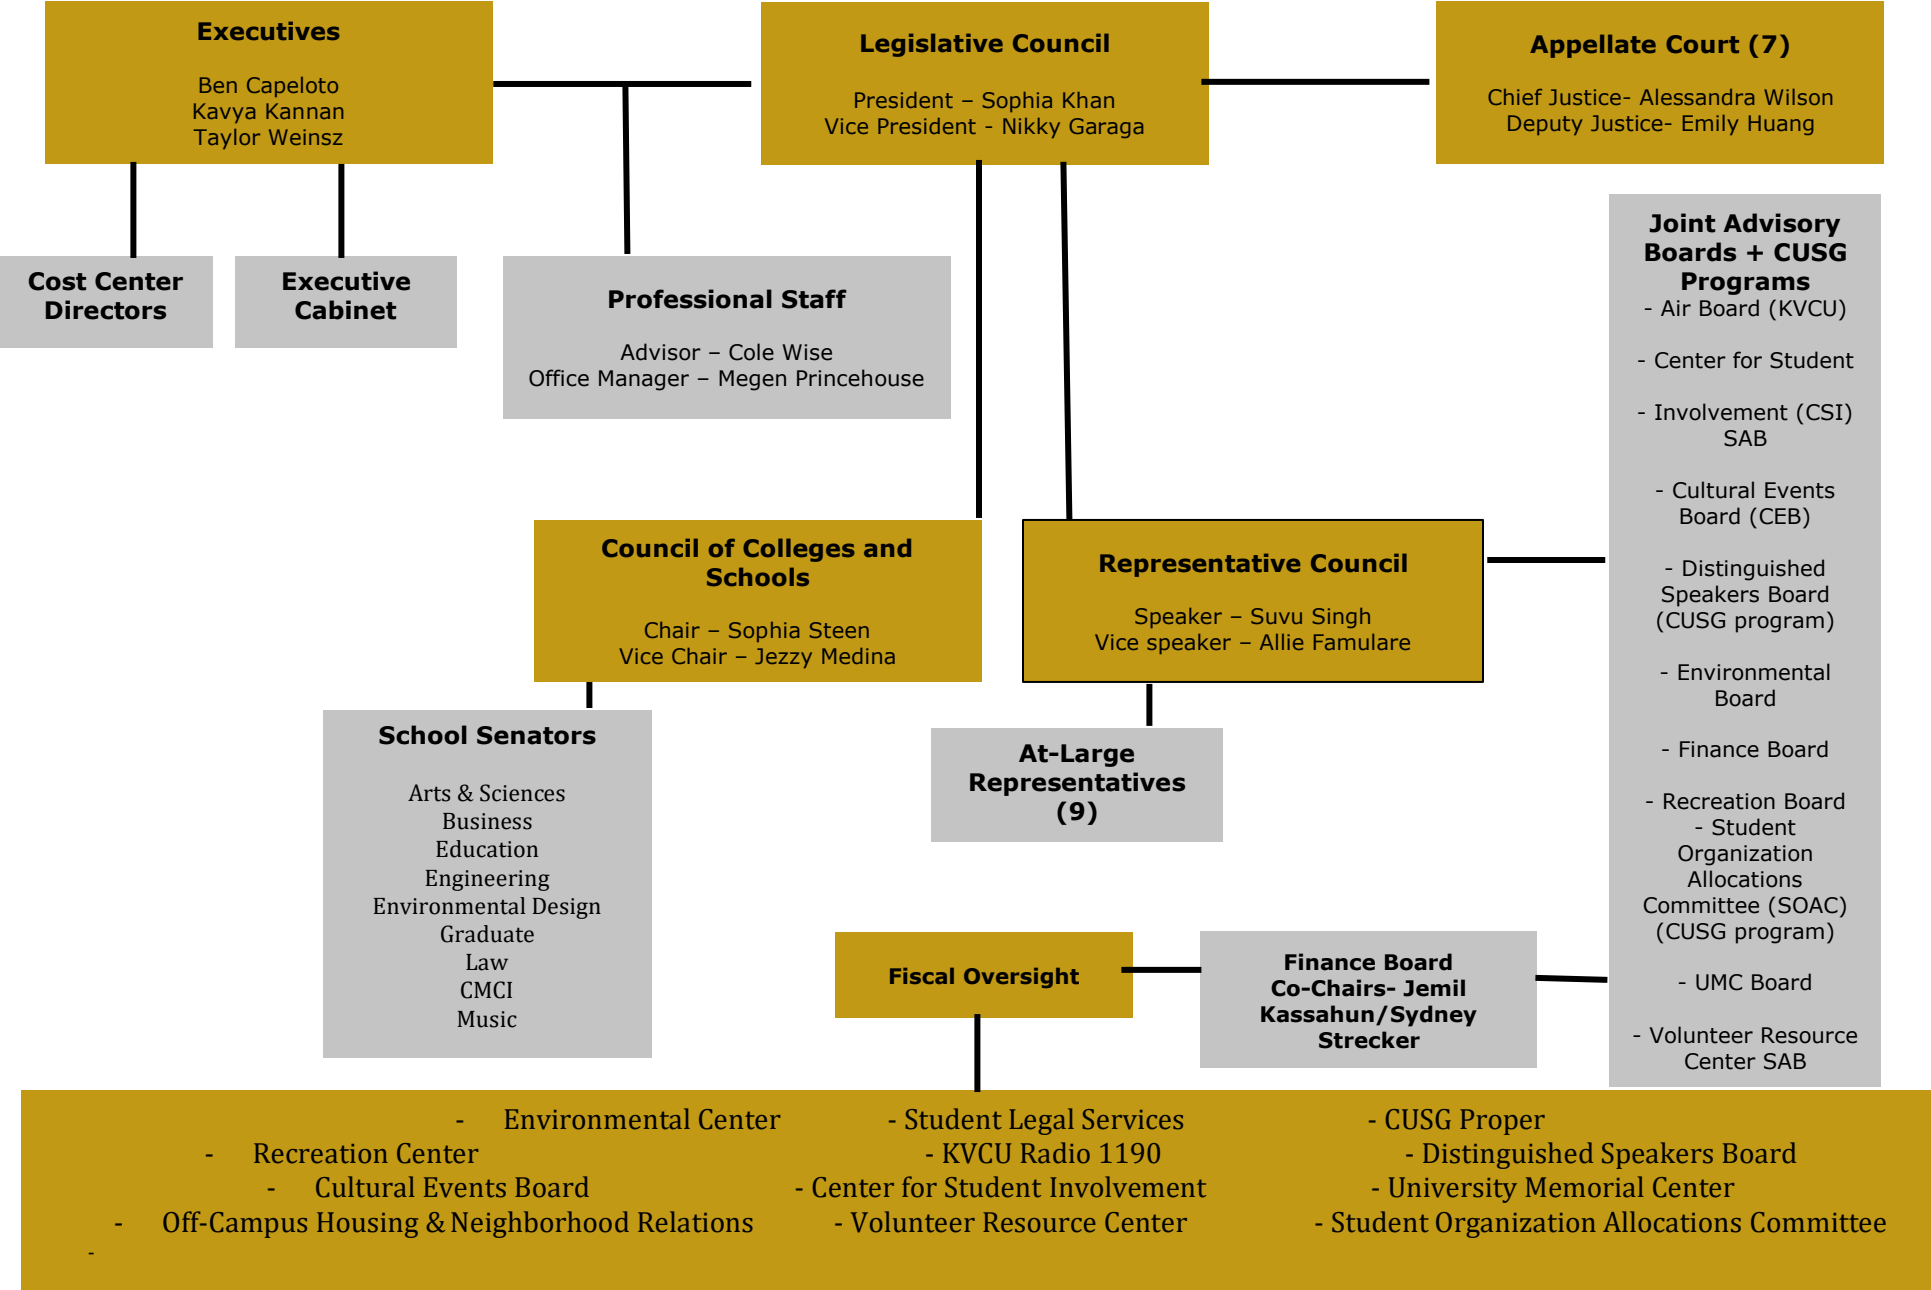 Executives
Ben Capeloto
Kavya Kannan
Taylor Weinsz
Legislative Council
President – Sophia Khan
Vice President - Nikky Garaga
Appellate Court (7)
Chief Justice- Alessandra Wilson
Deputy Justice- Emily Huang
Cost Center
Directors
Executive
Cabinet
Professional Staff
Advisor – Cole Wise
Office Manager – Megen Princehouse
Joint Advisory
Boards + CUSG
Programs
- Air Board (KVCU)
- Center for Student
- Involvement (CSI)
SAB
- Cultural Events
Board (CEB)
- Distinguished
Speakers Board
(CUSG program)
- Environmental
Board
- Finance Board
- Recreation Board
- Student
Organization
Allocations
Committee (SOAC)
(CUSG program)
- UMC Board
- Volunteer Resource
Center SAB
Council of Colleges and
Schools
Chair – Sophia Steen
Vice Chair – Jezzy Medina
Representative Council
Speaker – Suvu Singh
Vice speaker – Allie Famulare
School Senators
Arts & Sciences
Business
Education
Engineering
Environmental Design
Graduate
Law
CMCI
Music
At-Large
Representatives
(9)
Fiscal Oversight
Finance Board
Co-Chairs- Jemil
Kassahun/Sydney
Strecker
- Environmental Center - Student Legal Services - CUSG Proper
- Recreation Center - KVCU Radio 1190 - Distinguished Speakers Board
- Cultural Events Board - Center for Student Involvement - University Memorial Center
- Off-Campus Housing & Neighborhood Relations - Volunteer Resource Center - Student Organization Allocations Committee
-